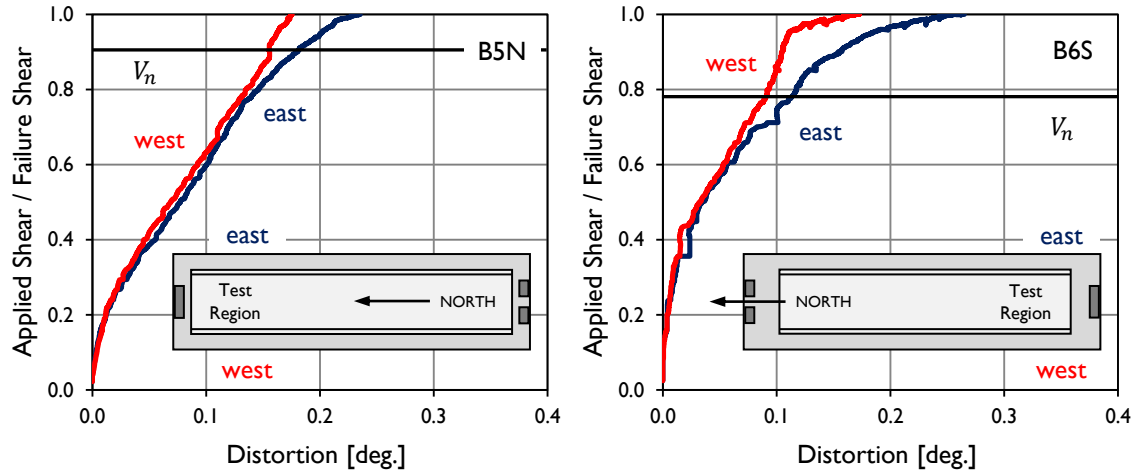 Applied Shear / Failure Shear
1.0
0.8
0.6
0.4
0.2
0.0
B5N
Vn
east
west
east
Test
Region
NORTH
west
0.0 0.1 0.2 0.3 0.4
Distortion [deg.]
Applied Shear / Failure Shear
1.0
0.8
0.6
0.4
0.2
0.0
B6S
west
Vn
east
east
NORTH
Test
Region
west
0.0 0.1 0.2 0.3 0.4
Distortion [deg.]